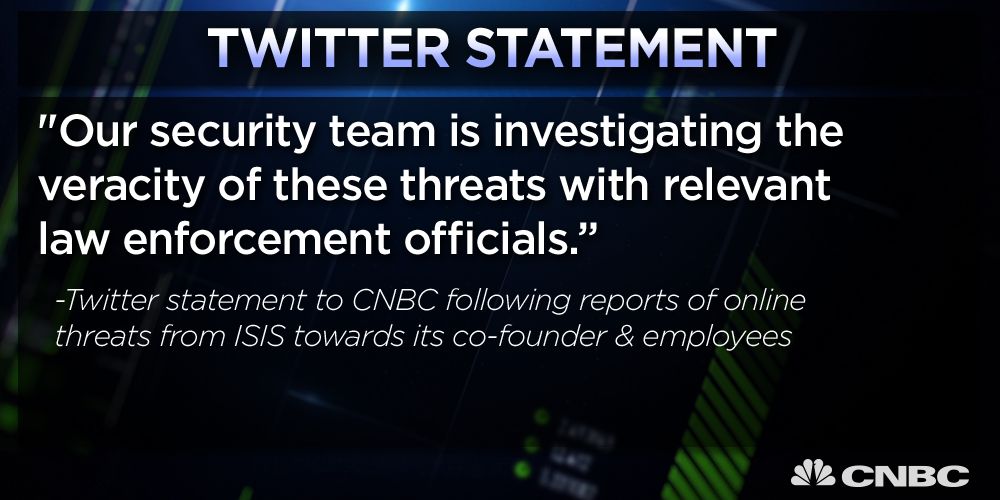 TWITTER STATEMENT
"Our security team is investigating the
veracity of these threats with relevant
law enforcement officials.”
-Twitter statement to CNBC following reports of online
threats from ISIS towards its co-founder & employees
CNBC